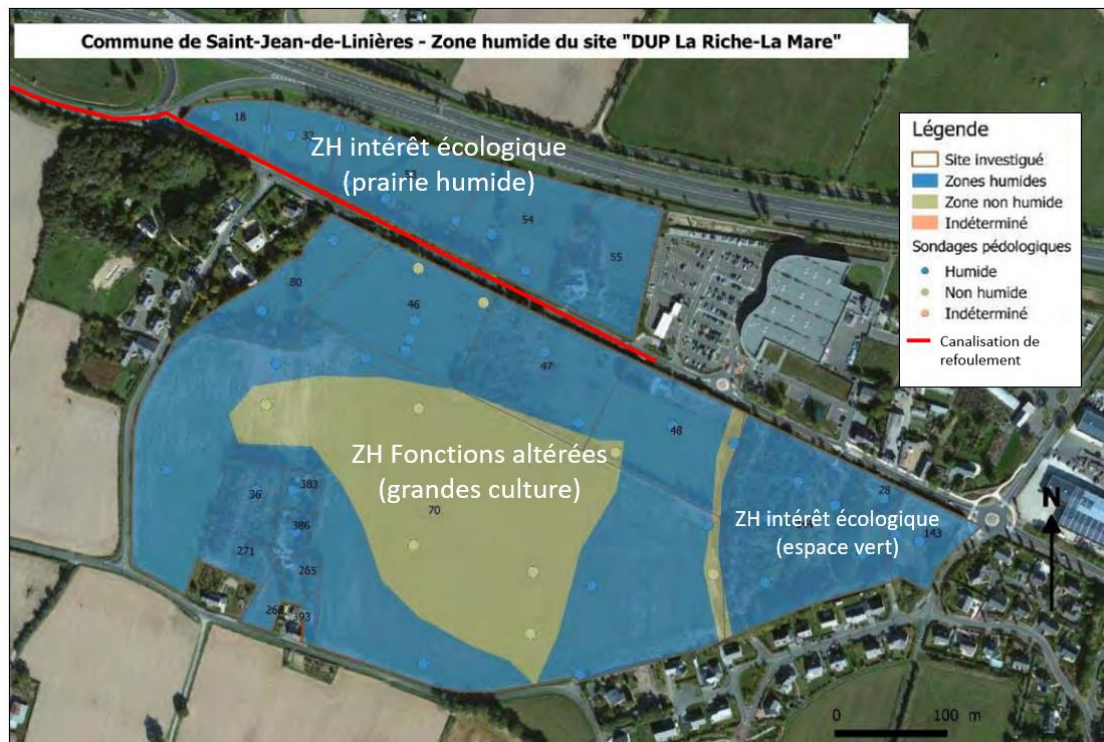 Commune de Saint-Jean-de-Linières - Zone humide du site "DUP La Riche-La Mare"
Légende
Site investigué
Zones humides
Zone non humide
Indéterminé
Sondages pédologiques
Humide
Non humide
Indéterminé
Canalisation de
refoulement
18
ZH intérêt écologique
(prairie humide)
54
55
80
46
47
48
ZH Fonctions altérées
(grandes culture)
70
36
383
386
271
265
268
393
28
ZH intérêt écologique
(espace vert)
143
N
0
100 m